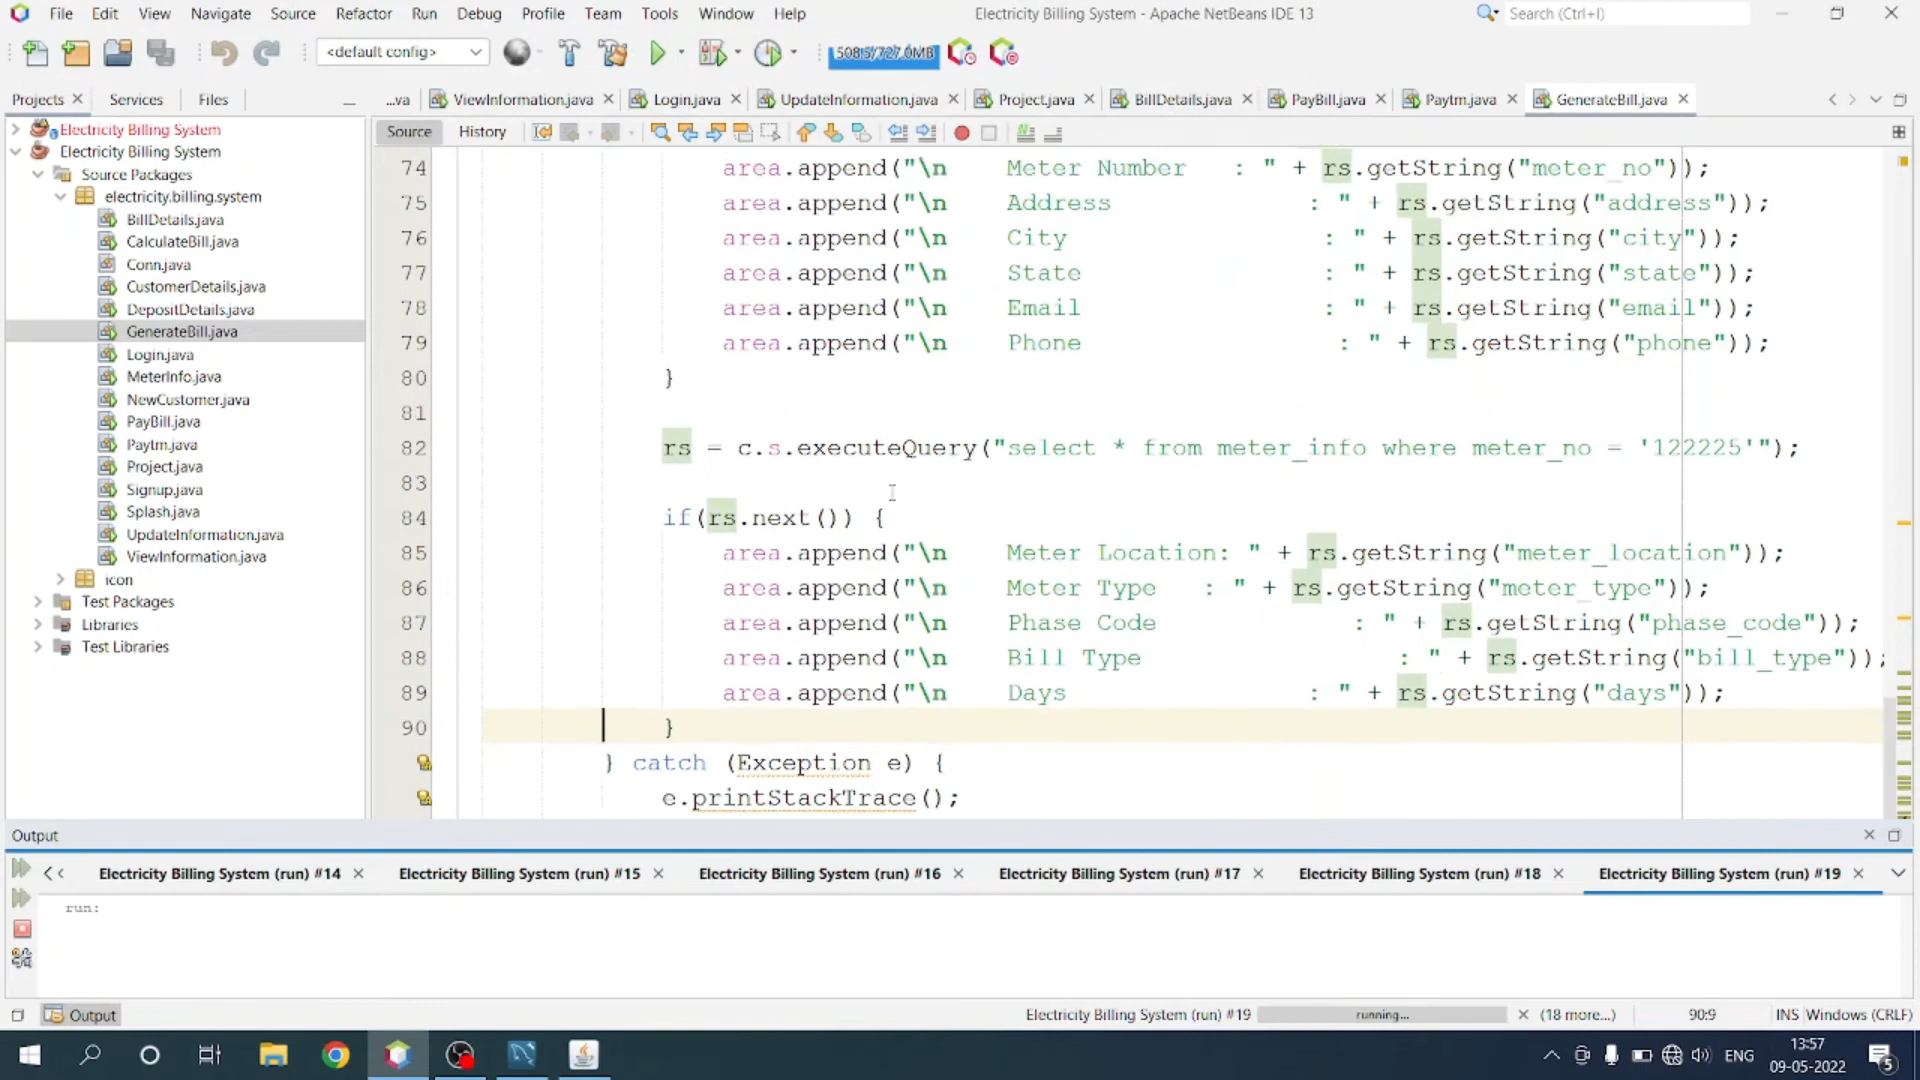 File Edit View Navigate Source Refactor Run Debug Profile Team Tools Window Help Electricity Billing System - Apache NetBeans IDE 13 Search (Ctrl+I)
<default config> 508.5/727.0MB
Projects Services Files ...va ViewInformation.java Login.java UpdateInformation.java Project.java BillDetails.java PayBill.java Paytm.java GenerateBill.java
Source History
Electricity Billing System
Electricity Billing System
Source Packages
electricity.billing.system
BillDetails.java
CalculateBill.java
Conn.java
CustomerDetails.java
DepositDetails.java
GenerateBill.java
Login.java
MeterInfo.java
NewCustomer.java
PayBill.java
Paytm.java
Project.java
Signup.java
Splash.java
UpdateInformation.java
ViewInformation.java
icon
Test Packages
Libraries
Test Libraries
74 area.append("\n Meter Number : " + rs.getString("meter_no"));
75 area.append("\n Address : " + rs.getString("address"));
76 area.append("\n City : " + rs.getString("city"));
77 area.append("\n State : " + rs.getString("state"));
78 area.append("\n Email : " + rs.getString("email"));
79 area.append("\n Phone : " + rs.getString("phone"));
80 }
81
82 rs = c.s.executeQuery("select * from meter_info where meter_no = '122225'");
83
84 if(rs.next()) {
85 area.append("\n Meter Location: " + rs.getString("meter_location"));
86 area.append("\n Meter Type : " + rs.getString("meter_type"));
87 area.append("\n Phase Code : " + rs.getString("phase_code"));
88 area.append("\n Bill Type : " + rs.getString("bill_type"));
89 area.append("\n Days : " + rs.getString("days"));
90 }
} catch (Exception e) {
e.printStackTrace();
Output
Electricity Billing System (run) #14 Electricity Billing System (run) #15 Electricity Billing System (run) #16 Electricity Billing System (run) #17 Electricity Billing System (run) #18 Electricity Billing System (run) #19
run:
Output Electricity Billing System (run) #19 running... (18 more...) 90:9 INS Windows (CRLF)
ENG 13:57
09-05-2022 5